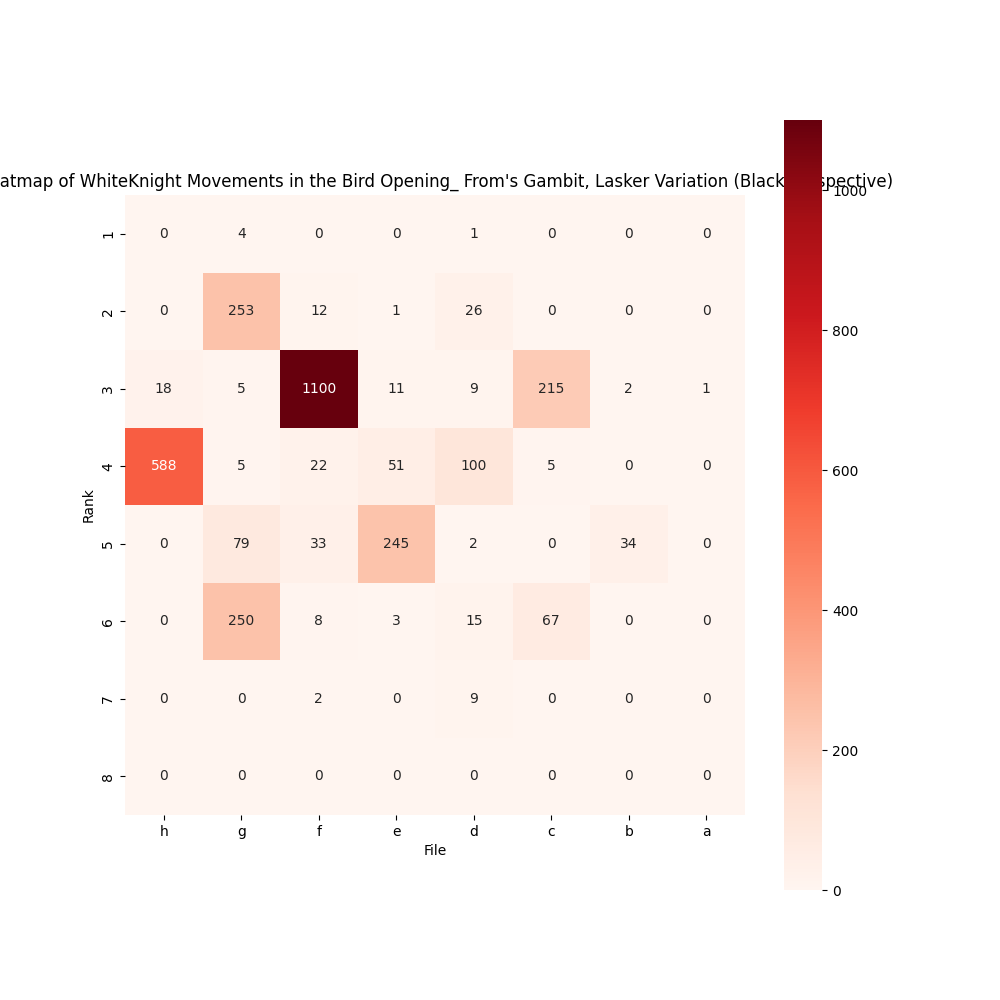 atmap of WhiteKnight Movements in the Bird Opening_ From's Gambit, Lasker Variation (Black spective)
1000
1 0 4 0 0 1 0 0 0
2 0 253 12 1 26 0 0 0
800
3 18 5 1100 11 9 215 2 1
4 588 5 22 51 100 5 0 0
600
Rank
5 0 79 33 245 2 0 34 0
400
6 0 250 8 3 15 67 0 0
7 0 0 2 0 9 0 0 0
200
8 0 0 0 0 0 0 0 0
h g f e d c b a
File
0